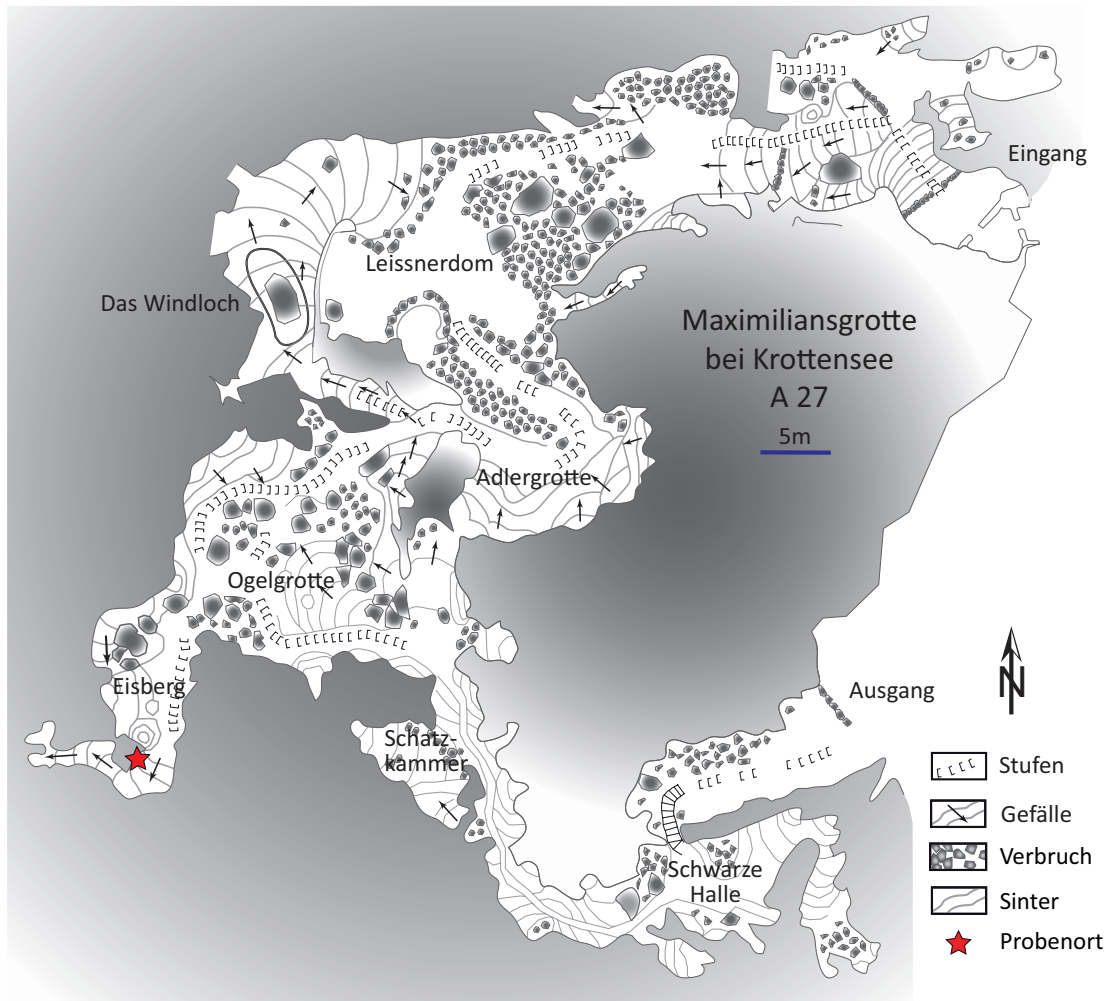 Eingang
Leissnerdom
Das Windloch
Maximiliansgrotte
bei Krottensee
A 27
5m
Adlergrotte
Ogelgrotte
Eisberg
Ausgang
N
Schatz-
kammer
Schwarze
Halle
Stufen
Gefälle
Verbruch
Sinter
Probenort